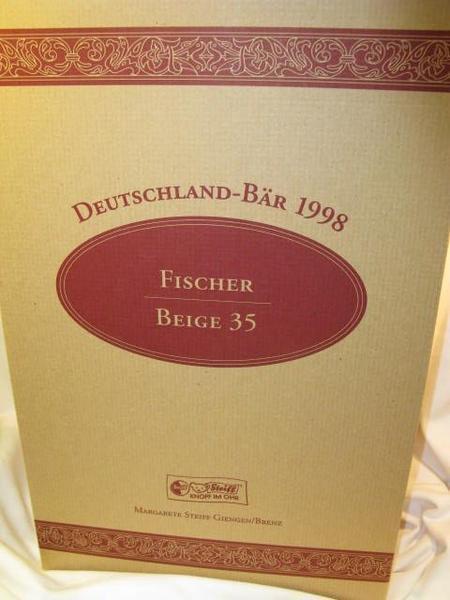 DEUTSCHLAND-BÄR 1998
FISCHER
BEIGE 35
Steiff
KNOPF IM OHR
MARGARETE STEIFF GIENGEN/BRENZ